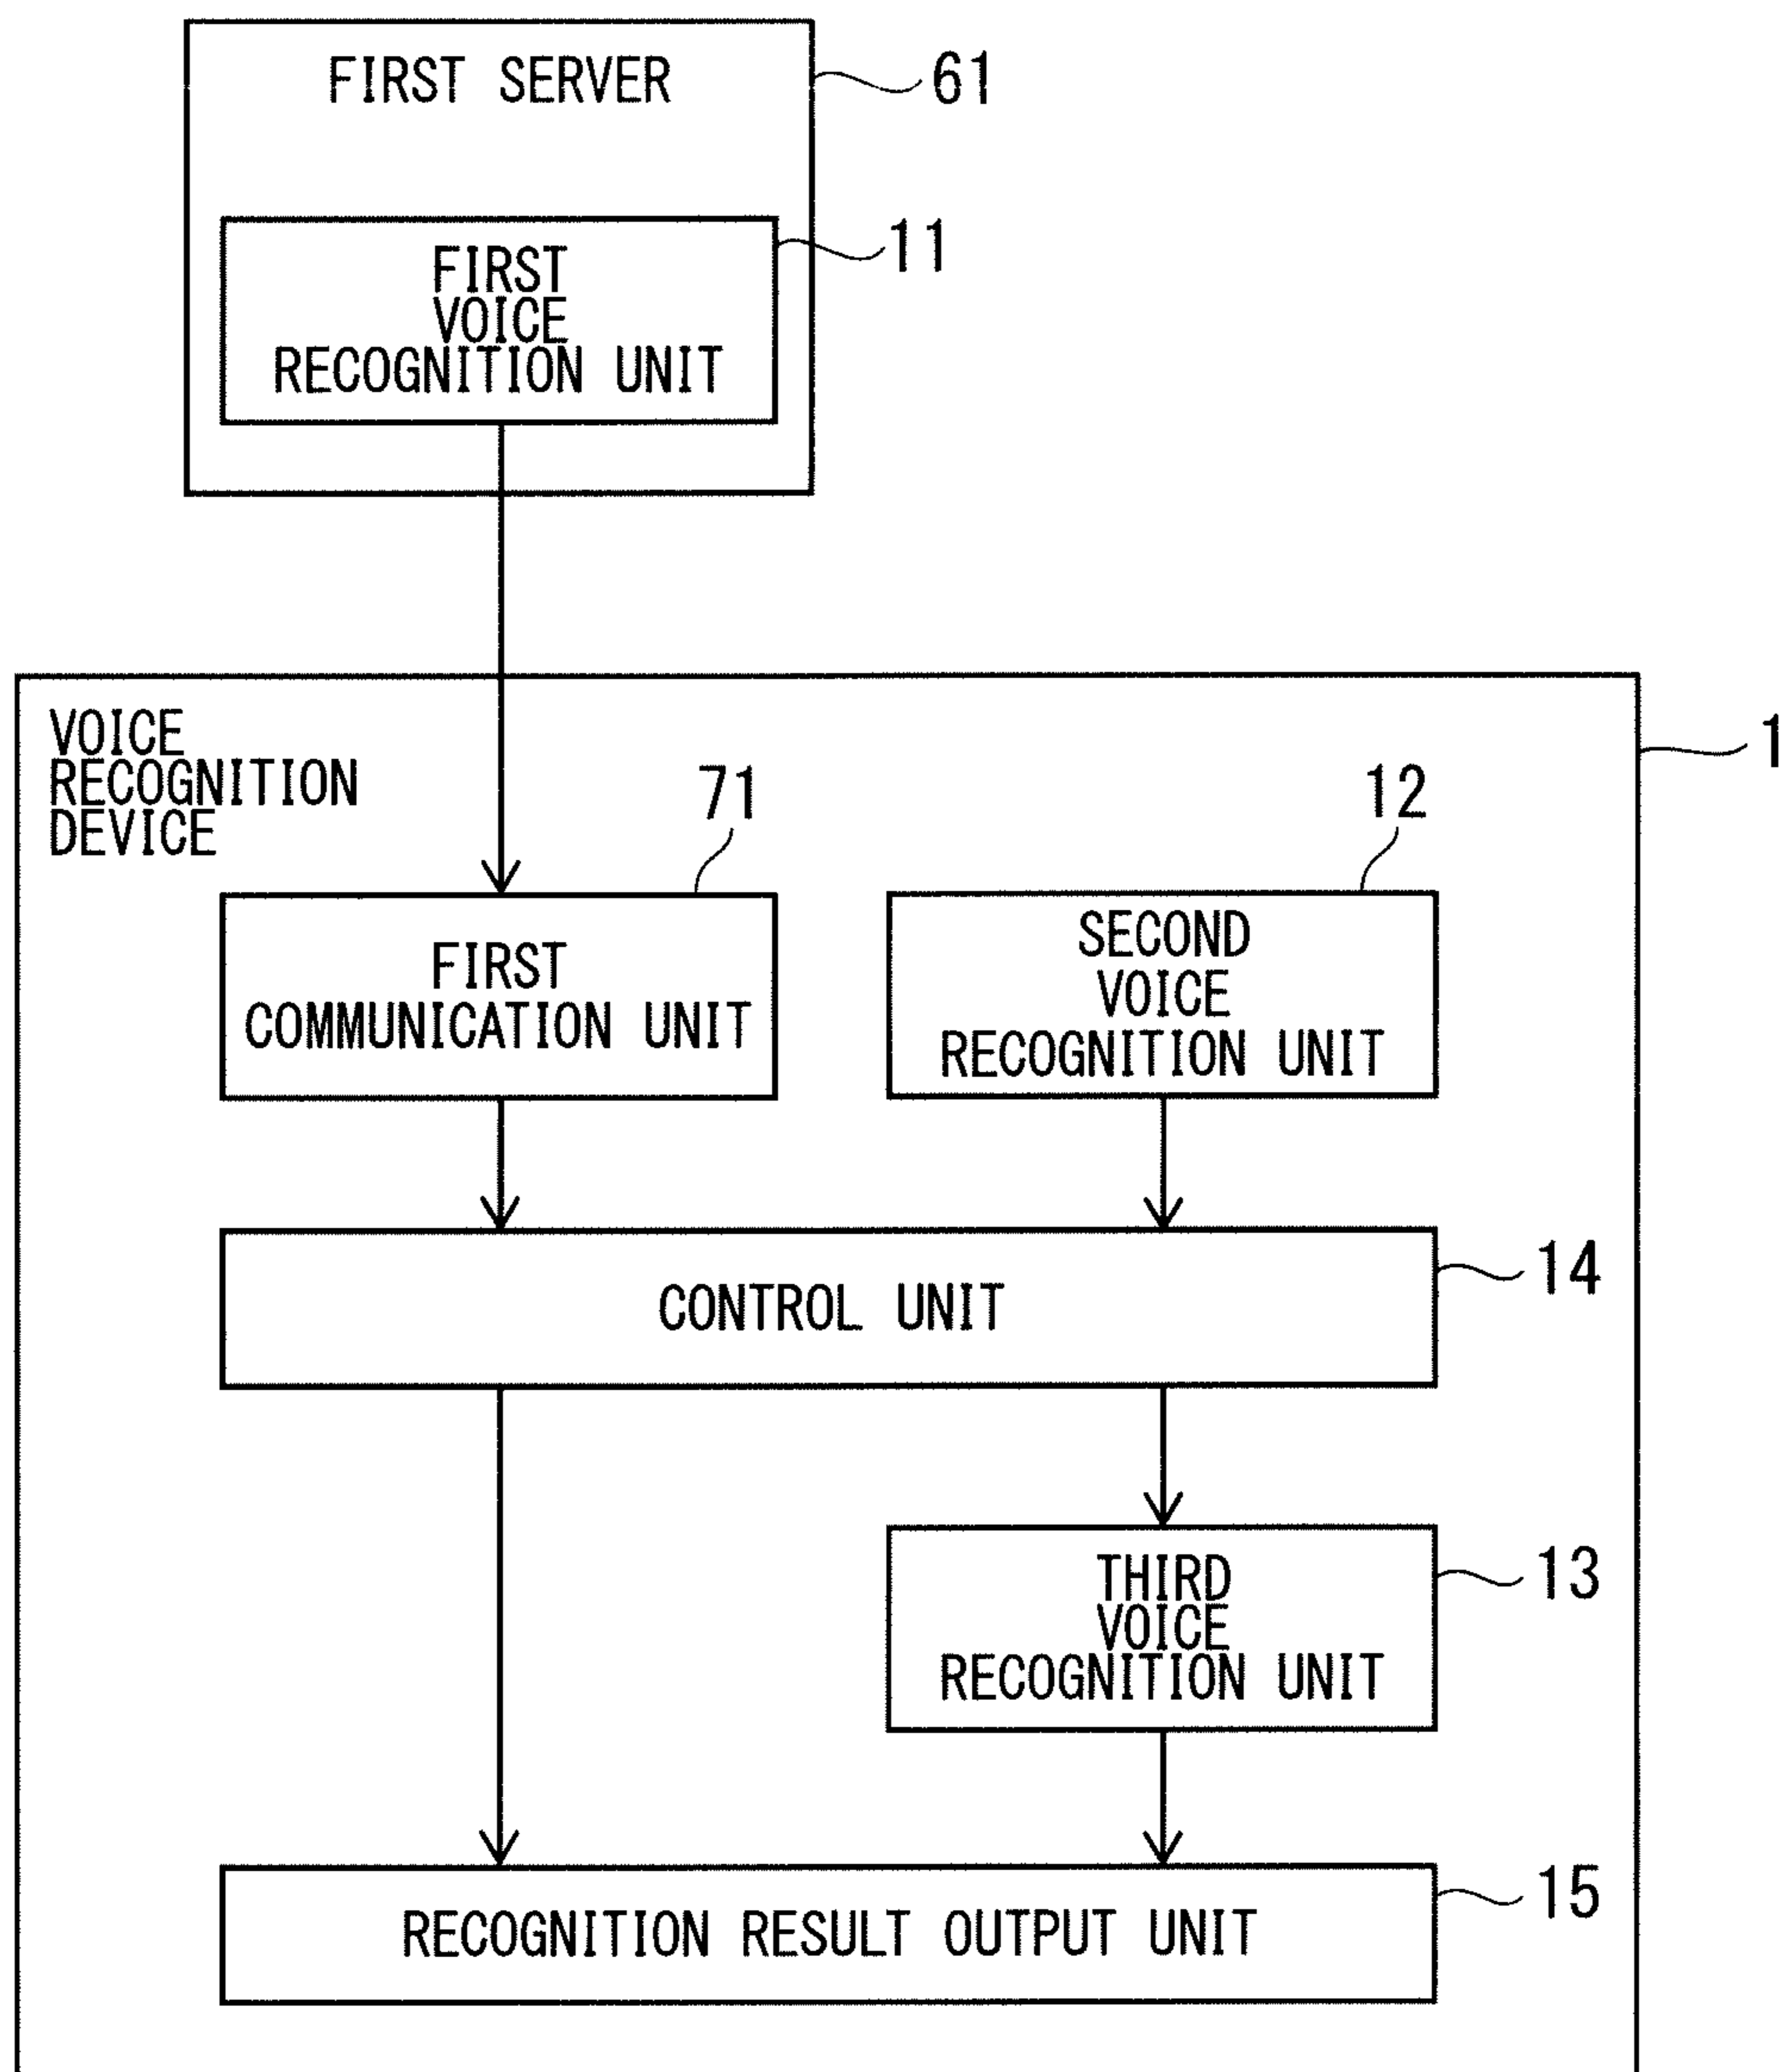 FIRST SERVER
61
FIRST
VOICE
RECOGNITION UNIT
11
VOICE
RECOGNITION
DEVICE
1
71
12
FIRST
COMMUNICATION UNIT
SECOND
VOICE
RECOGNITION UNIT
CONTROL UNIT
14
THIRD
VOICE
RECOGNITION UNIT
13
RECOGNITION RESULT OUTPUT UNIT
15